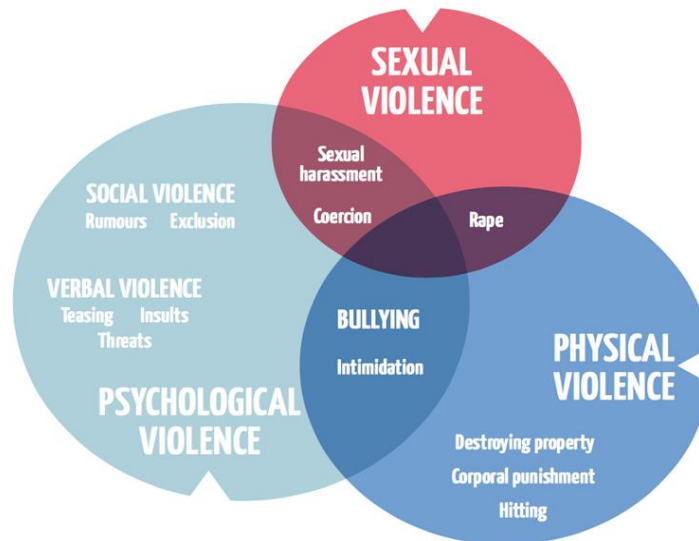 SEXUAL
VIOLENCE
Sexual
harassment
Coercion
Rape
SOCIAL VIOLENCE
Rumours Exclusion
VERBAL VIOLENCE
Teasing Insults
Threats
PSYCHOLOGICAL
VIOLENCE
BULLYING
Intimidation
PHYSICAL
VIOLENCE
Destroying property
Corporal punishment
Hitting